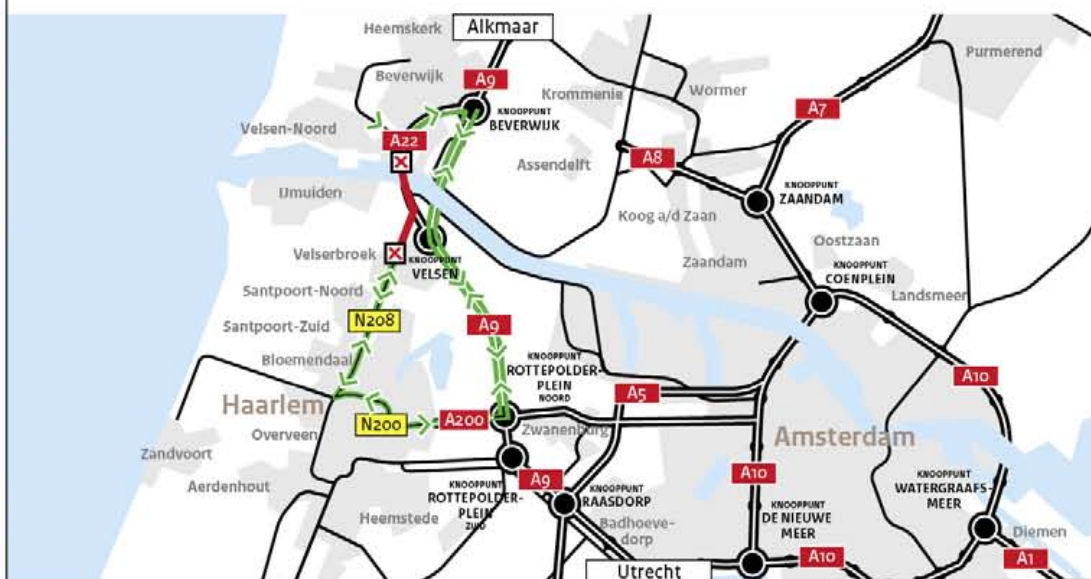 Heemskerk
Alkmaar
Purmerend
Beverwijk
A9
Krommenie
Wormer
KNOOPPUNT
BEVERWIJK
A7
Velsen-Noord
A22
Assendelft
A8
KNOOPPUNT
ZAANDAM
IJmuiden
Koog a/d Zaan
Oostzaan
Velserbroek
KNOOPPUNT
VELSEN
Zaandam
KNOOPPUNT
COENPLEIN
Santpoort-Noord
Landsmeer
N208
A9
Santpoort-Zuid
Bloemendaal
KNOOPPUNT
ROTTEPOLDER-
PLEIN
NOORD
A10
A5
Haarlem
N200
A200
Zwanenburg
Overveen
Amsterdam
Zandvoort
A10
Aerdenhout
A9
KNOOPPUNT
ROTTEPOLDER-
PLEIN
ZUID
KNOOPPUNT
RAASDORP
KNOOPPUNT
WATERGRAAFS-
MEER
Heemstede
Badhoeve-
dorp
KNOOPPUNT
DE NIEUWE
MEER
Diemen
A10
A1
Utrecht